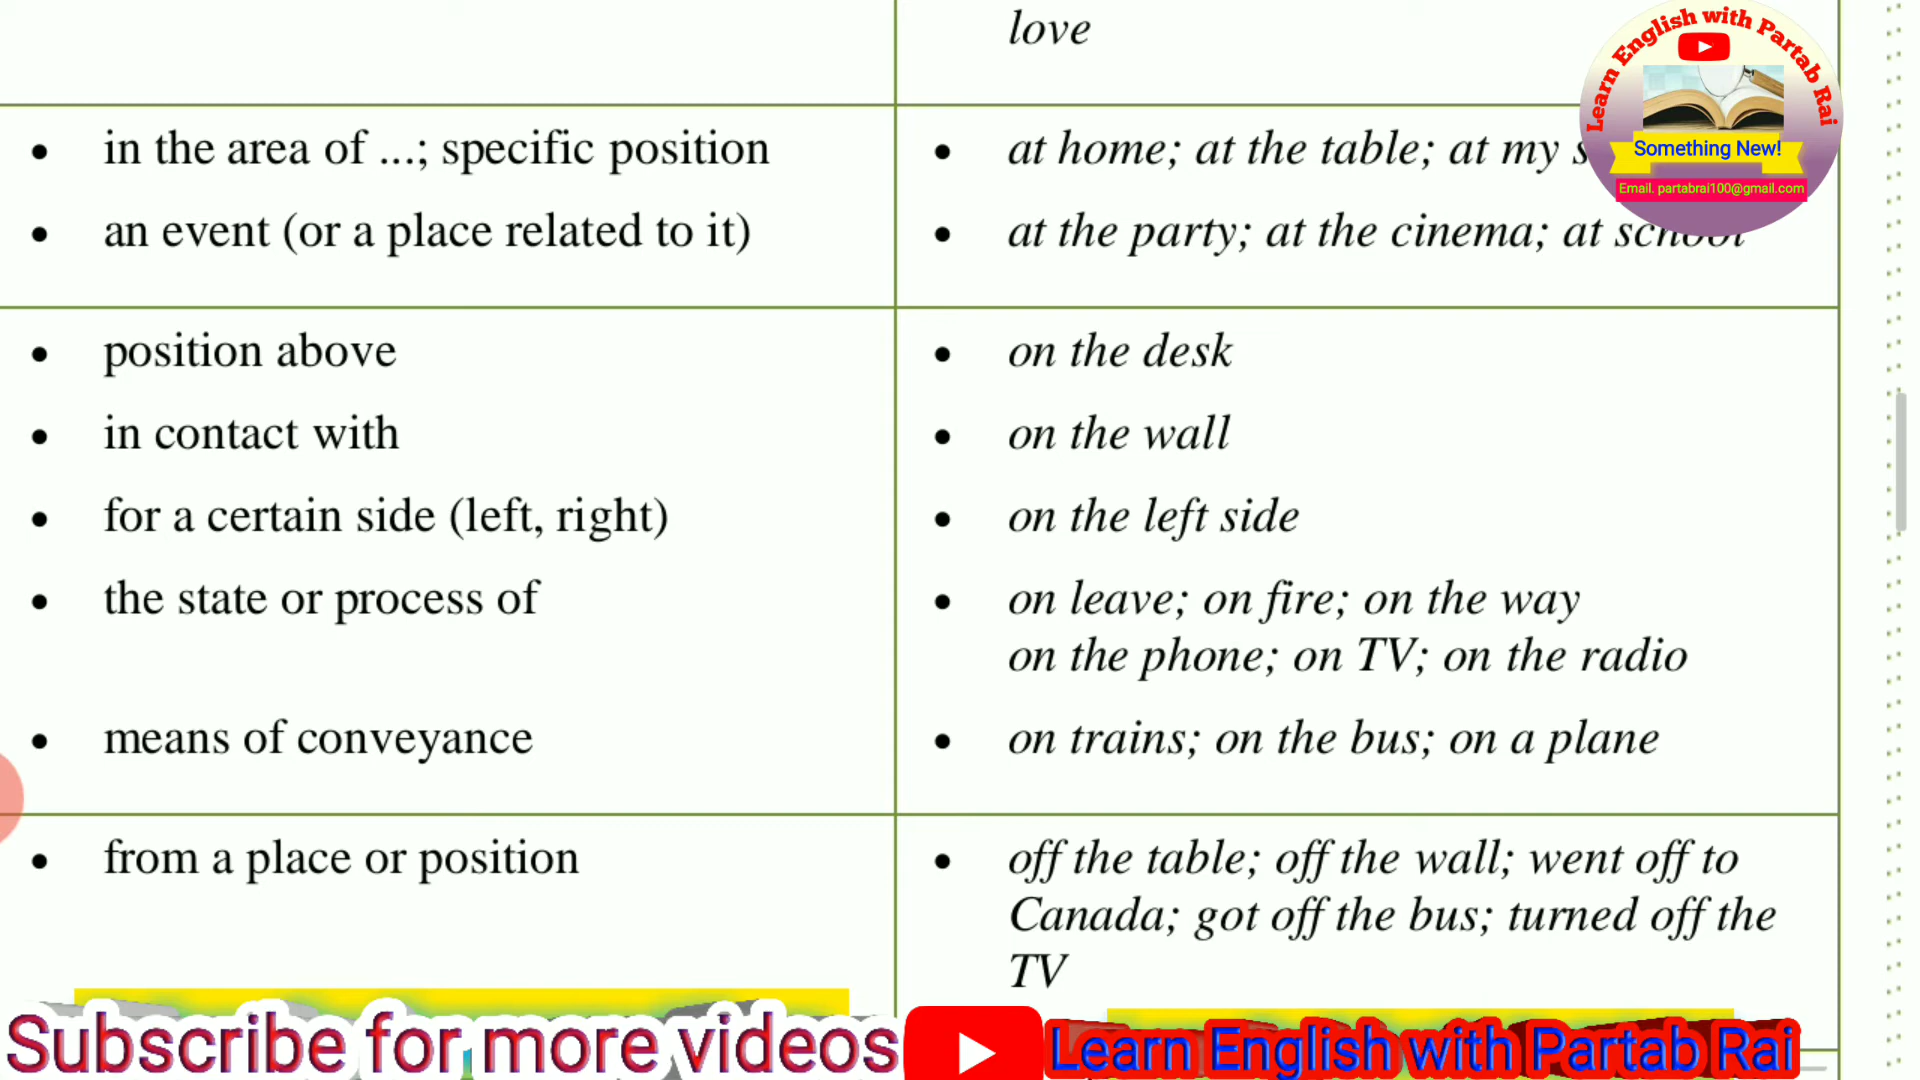 love
Learn English with Partab Rai
Something New!
Email. partabrai100@gmail.com
• in the area of ...; specific position
• at home; at the table; at my
• an event (or a place related to it)
• at the party; at the cinema; at school
• position above
• on the desk
• in contact with
• on the wall
• for a certain side (left, right)
• on the left side
• the state or process of
• on leave; on fire; on the way
on the phone; on TV; on the radio
• means of conveyance
• on trains; on the bus; on a plane
• from a place or position
• off the table; off the wall; went off to
Canada; got off the bus; turned off the
TV
Subscribe for more videos
Learn English with Partab Rai